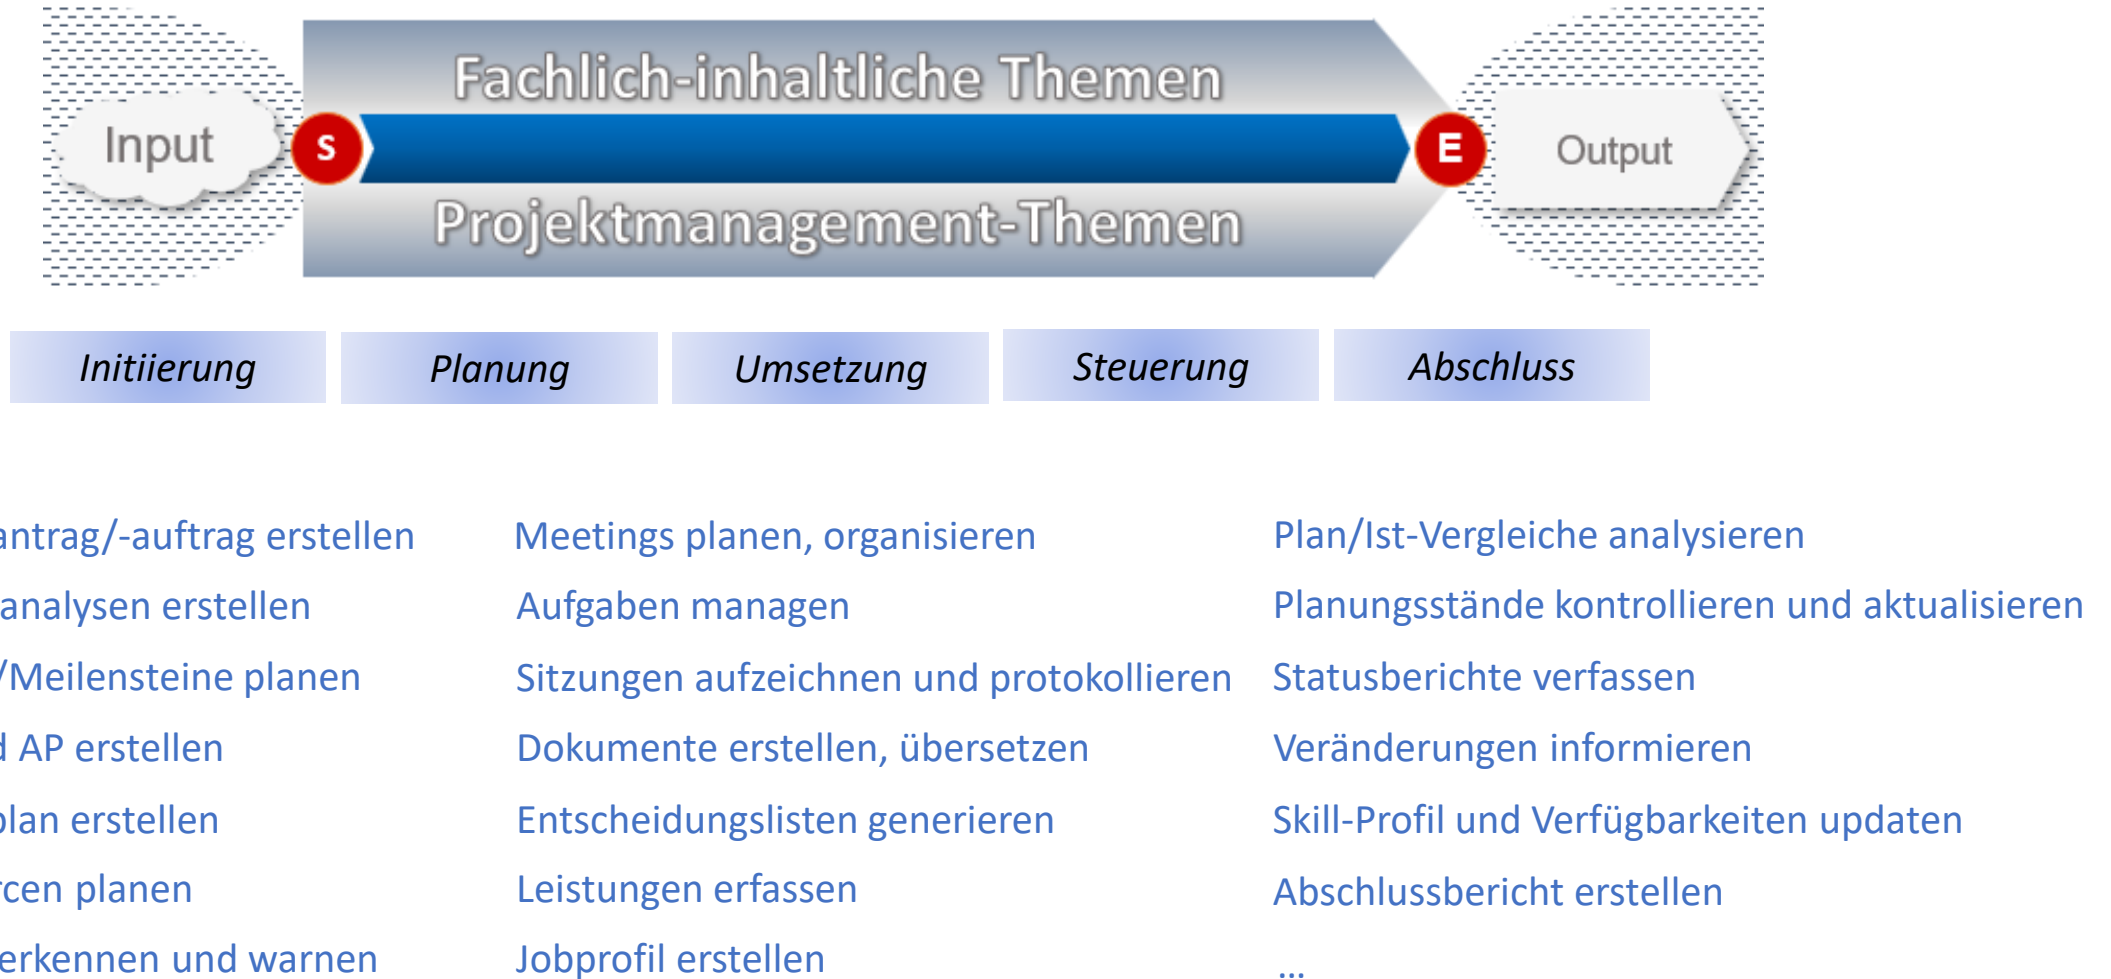 Fachlich-inhaltliche Themen
Input
S
E
Output
Projektmanagement-Themen
Initiierung
Planung
Umsetzung
Steuerung
Abschluss
antrag/-auftrag erstellen
analysen erstellen
/Meilensteine planen
d AP erstellen
plan erstellen
rcen planen
erkennen und warnen
Meetings planen, organisieren
Aufgaben managen
Sitzungen aufzeichnen und protokollieren
Dokumente erstellen, übersetzen
Entscheidungslisten generieren
Leistungen erfassen
Jobprofil erstellen
Plan/Ist-Vergleiche analysieren
Planungsstände kontrollieren und aktualisieren
Statusberichte verfassen
Veränderungen informieren
Skill-Profil und Verfügbarkeiten updaten
Abschlussbericht erstellen
...